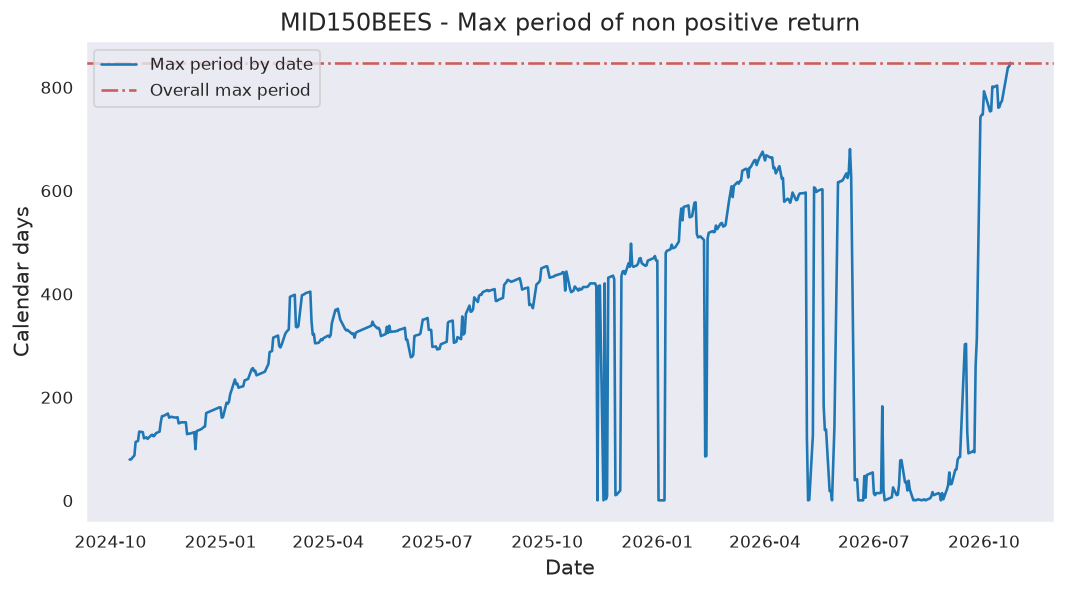 MID150BEES - Max period of non positive return
Max period by date
Overall max period
Calendar days
800
600
400
200
0
2024-10 2025-01 2025-04 2025-07 2025-10 2026-01 2026-04 2026-07 2026-10
Date